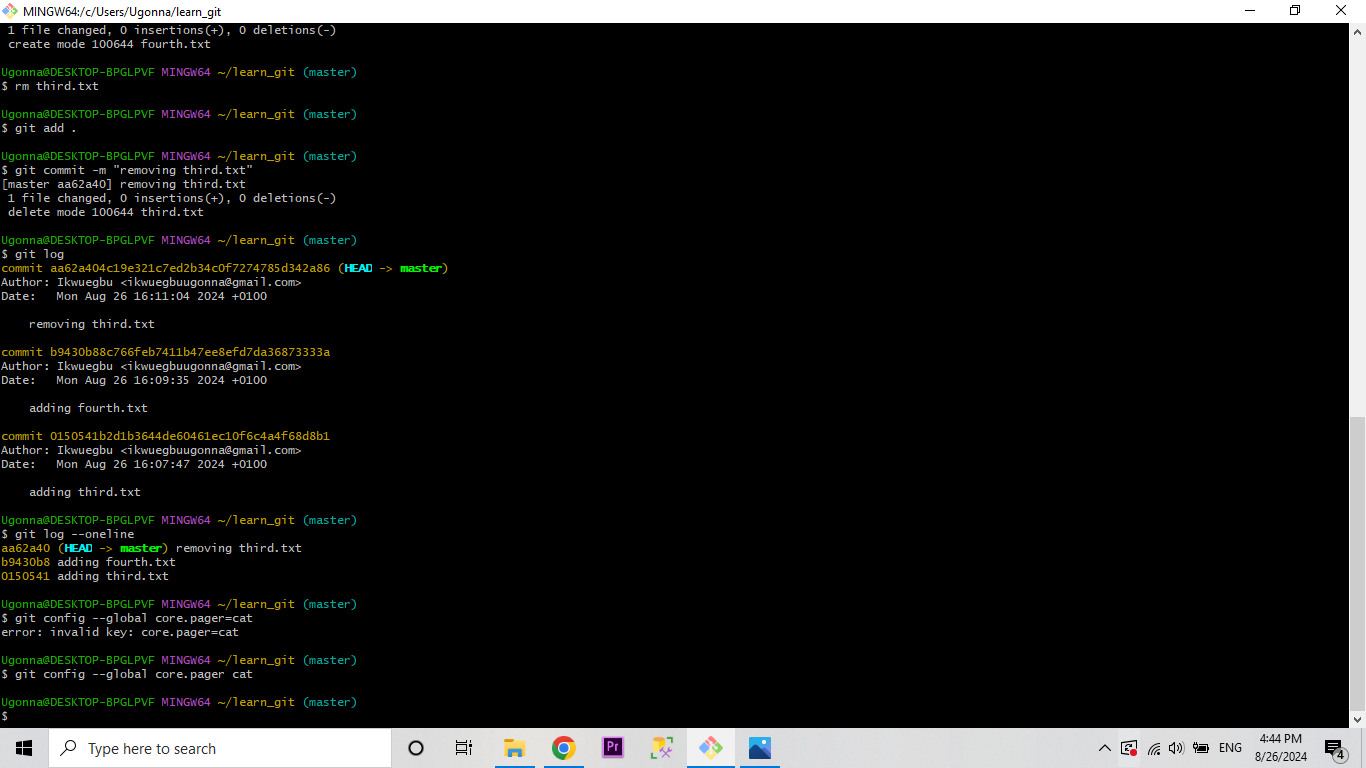 MINGW64:/c/Users/Ugonna/learn_git
1 file changed, 0 insertions(+), 0 deletions(-)
create mode 100644 fourth.txt
Ugonna@DESKTOP-BPGLPVF MINGW64 ~/learn_git (master)
$ rm third.txt
Ugonna@DESKTOP-BPGLPVF MINGW64 ~/learn_git (master)
$ git add .
Ugonna@DESKTOP-BPGLPVF MINGW64 ~/learn_git (master)
$ git commit -m "removing third.txt"
[master aa62a40] removing third.txt
1 file changed, 0 insertions(+), 0 deletions(-)
delete mode 100644 third.txt
Ugonna@DESKTOP-BPGLPVF MINGW64 ~/learn_git (master)
$ git log
commit aa62a404c19e321c7ed2b34c0f7274785d342a86 (HEAD -> master)
Author: Ikwuegbu <ikwuegbuugonna@gmail.com>
Date:   Mon Aug 26 16:11:04 2024 +0100
removing third.txt
commit b9430b88c766feb7411b47ee8efd7da36873333a
Author: Ikwuegbu <ikwuegbuugonna@gmail.com>
Date:   Mon Aug 26 16:09:35 2024 +0100
adding fourth.txt
commit 0150541b2d1b3644de60461ec10f6c4a4f68d8b1
Author: Ikwuegbu <ikwuegbuugonna@gmail.com>
Date:   Mon Aug 26 16:07:47 2024 +0100
adding third.txt
Ugonna@DESKTOP-BPGLPVF MINGW64 ~/learn_git (master)
$ git log --oneline
aa62a40 (HEAD -> master) removing third.txt
b9430b8 adding fourth.txt
0150541 adding third.txt
Ugonna@DESKTOP-BPGLPVF MINGW64 ~/learn_git (master)
$ git config --global core.pager=cat
error: invalid key: core.pager=cat
Ugonna@DESKTOP-BPGLPVF MINGW64 ~/learn_git (master)
$ git config --global core.pager cat
Ugonna@DESKTOP-BPGLPVF MINGW64 ~/learn_git (master)
$
Type here to search
Pr
ENG
4:44 PM
8/26/2024
4